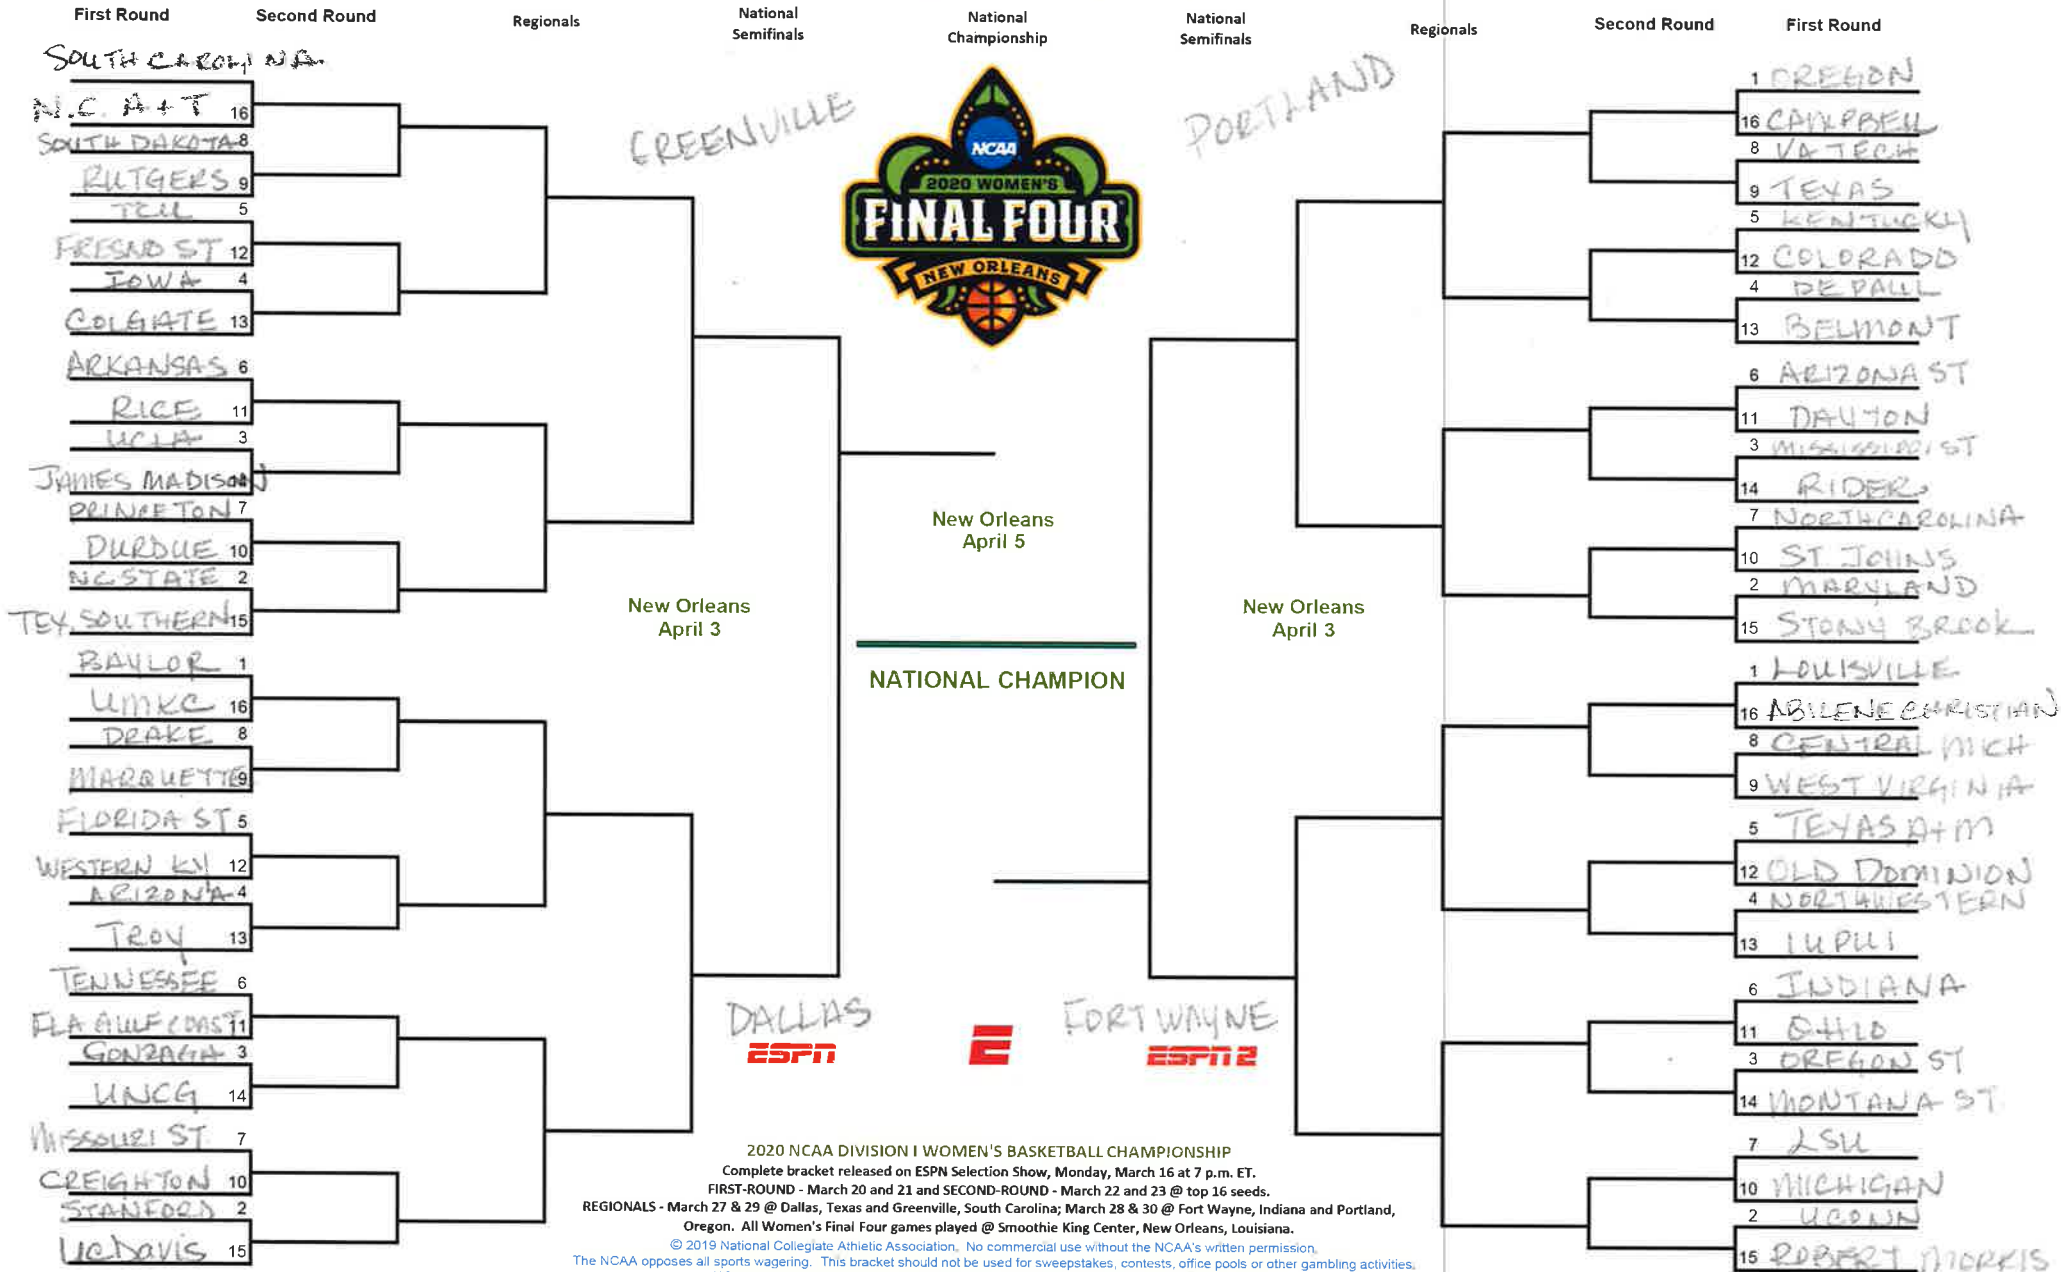 First Round
Second Round
Regionals
National
Semifinals
National
Championship
National
Semifinals
Regionals
Second Round
First Round
SOUTH CAROLINA
N.C. A+T 16
SOUTH DAKOTA 8
RUTGERS 9
TCU 5
FRESNO ST 12
IOWA 4
COLGATE 13
ARKANSAS 6
RICE 11
UCLA 3
JAMES MADISON
PRINCETON 7
PURDUE 10
NC STATE 2
TEX. SOUTHERN 15
BAYLOR 1
UMKC 16
DRAKE 8
MARQUETTE 9
FLORIDA ST 5
WESTERN KY 12
ARIZONA 4
TROY 13
TENNESSEE 6
FLA GULF COAST 11
GONZAGA 3
UNCG 14
MISSOURI ST. 7
CREIGHTON 10
STANFORD 2
UC DAVIS 15
GREENVILLE
NCAA
2020 WOMEN'S
FINAL FOUR
NEW ORLEANS
PORTLAND
New Orleans
April 5
New Orleans
April 3
New Orleans
April 3
NATIONAL CHAMPION
DALLAS
ESPN
E
FORT WAYNE
ESPN2
1 OREGON
16 CAMPBELL
8 VA TECH
9 TEXAS
5 KENTUCKY
12 COLORADO
4 DE PAUL
13 BELMONT
6 ARIZONA ST
11 DAYTON
3 MISSISSIPPI ST
14 RIDER
7 NORTH CAROLINA
10 ST. JOHNS
2 MARYLAND
15 STONY BROOK
1 LOUISVILLE
16 ABILENE CHRISTIAN
8 CENTRAL MICH
9 WEST VIRGINIA
5 TEXAS A+M
12 OLD DOMINION
4 NORTHWESTERN
13 IUPUI
6 INDIANA
11 OHIO
3 OREGON ST
14 MONTANA ST.
7 LSU
10 MICHIGAN
2 UCONN
15 ROBERT MORRIS
2020 NCAA DIVISION I WOMEN'S BASKETBALL CHAMPIONSHIP
Complete bracket released on ESPN Selection Show, Monday, March 16 at 7 p.m. ET.
FIRST-ROUND - March 20 and 21 and SECOND-ROUND - March 22 and 23 @ top 16 seeds.
REGIONALS - March 27 & 29 @ Dallas, Texas and Greenville, South Carolina; March 28 & 30 @ Fort Wayne, Indiana and Portland,
Oregon. All Women's Final Four games played @ Smoothie King Center, New Orleans, Louisiana.
© 2019 National Collegiate Athletic Association. No commercial use without the NCAA's written permission.
The NCAA opposes all sports wagering. This bracket should not be used for sweepstakes, contests, office pools or other gambling activities.